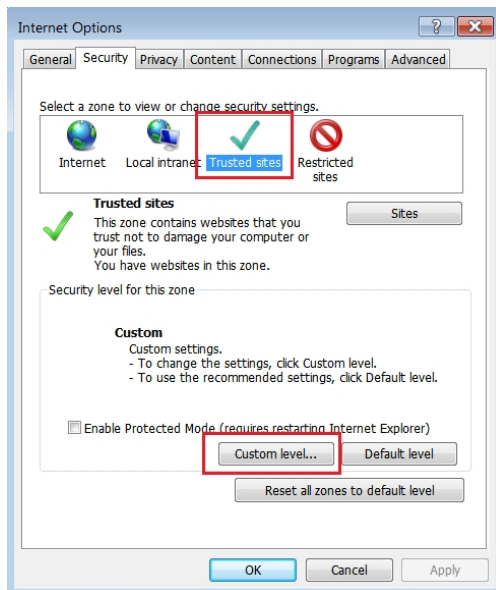 Internet Options
General Security Privacy Content Connections Programs Advanced
Select a zone to view or change security settings.
Internet Local intranet Trusted sites Restricted
sites
Trusted sites
Sites
This zone contains websites that you
trust not to damage your computer or
your files.
You have websites in this zone.
Security level for this zone
Custom
Custom settings.
- To change the settings, click Custom level.
- To use the recommended settings, click Default level.
Enable Protected Mode (requires restarting Internet Explorer)
Custom level... Default level
Reset all zones to default level
OK Cancel Apply